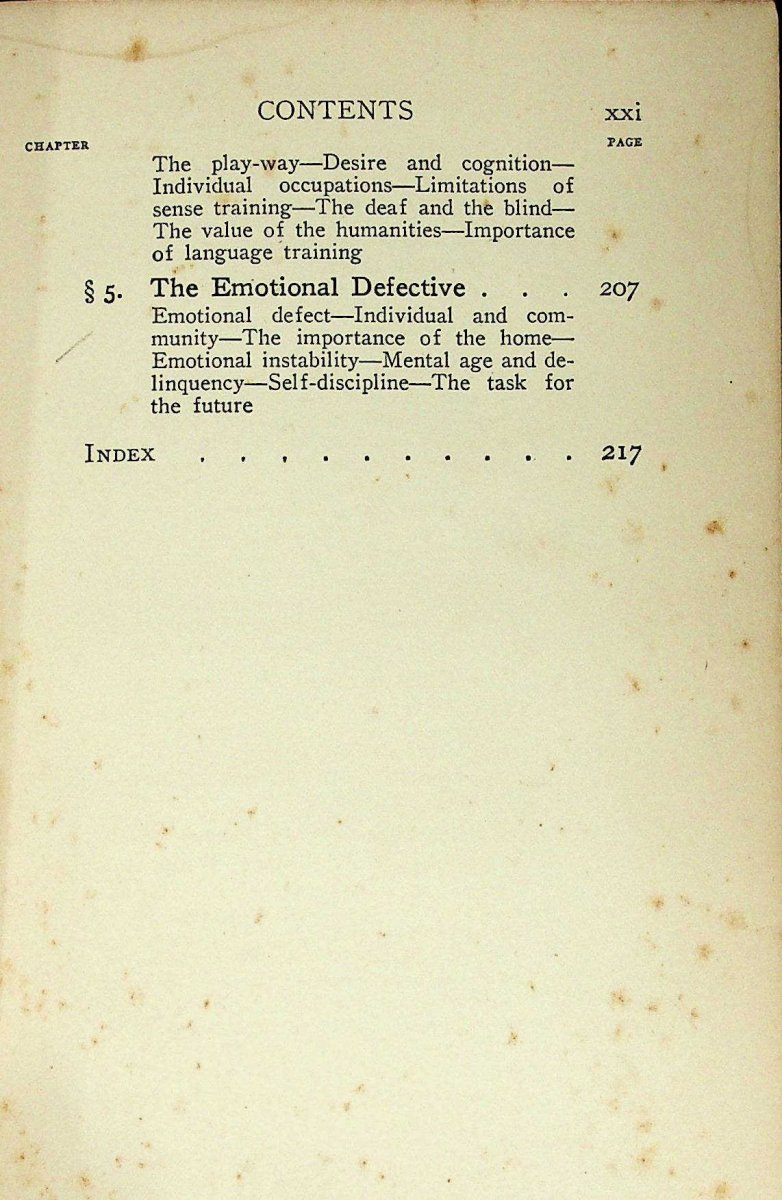 CONTENTS xxi
CHAPTER PAGE
The play-way—Desire and cognition—
Individual occupations—Limitations of
sense training—The deaf and the blind—
The value of the humanities—Importance
of language training
§ 5. The Emotional Defective . . . 207
Emotional defect—Individual and com-
munity—The importance of the home—
Emotional instability—Mental age and de-
linquency—Self-discipline—The task for
the future
INDEX . . . . . . . . . . 217